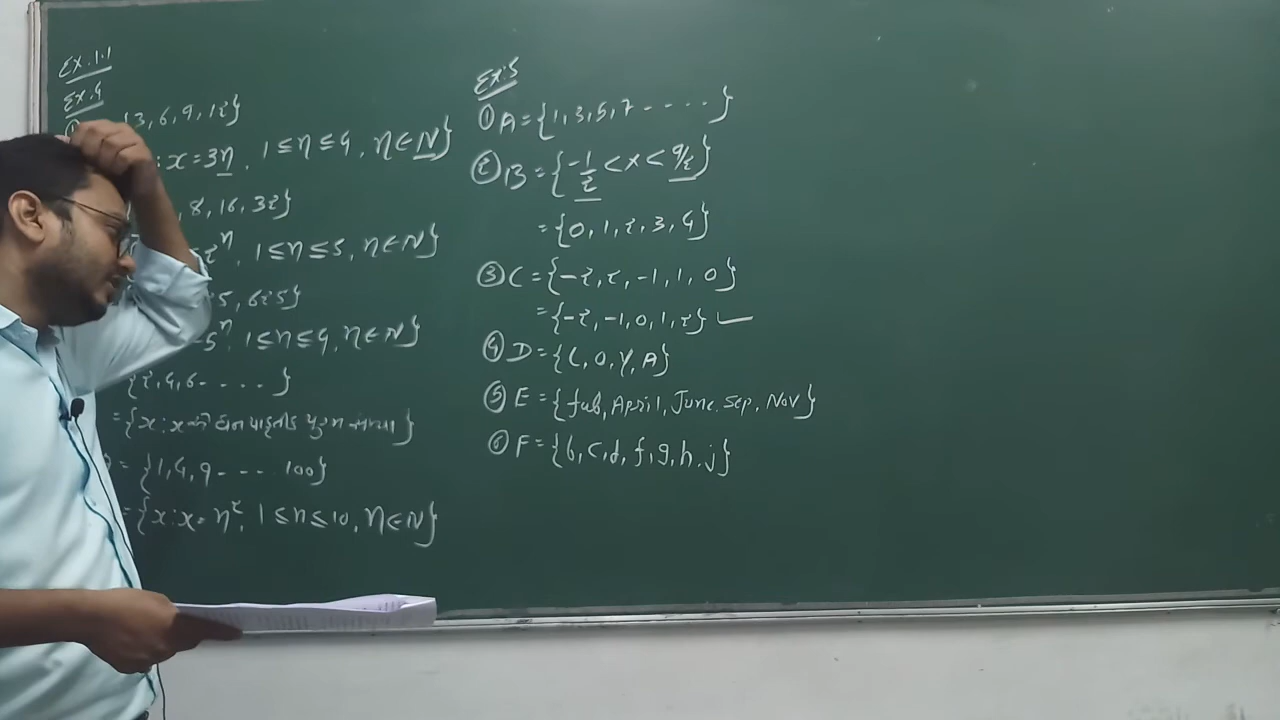 Ex. 1.1
Ex. 4
{3, 6, 9, 12}
: x = 3n, 1 ≤ n ≤ 4, n ∈ N}
, 8, 16, 32}
= 2ⁿ, 1 ≤ n ≤ 5, n ∈ N}
5, 625}
5ⁿ, 1 ≤ n ≤ 4, n ∈ N}
{2, 4, 6 - . . . . }
= {x : x
= {1, 4, 9 - . - - . 100}
= {x : x = n², 1 ≤ n ≤ 10, n ∈ N}
Ex: 5
① A = {1, 3, 5, 7 - - - . . }
② B = {-1/2 < x < 9/2}
= {0, 1, 2, 3, 4}
③ C = {-2, 2, -1, 1, 0}
= {-2, -1, 0, 1, 2}
④ D = {L, O, Y, A}
⑤ E = {fub, April, June. Sep, Nov}
⑥ F = {b, c, d, f, g, h, j}